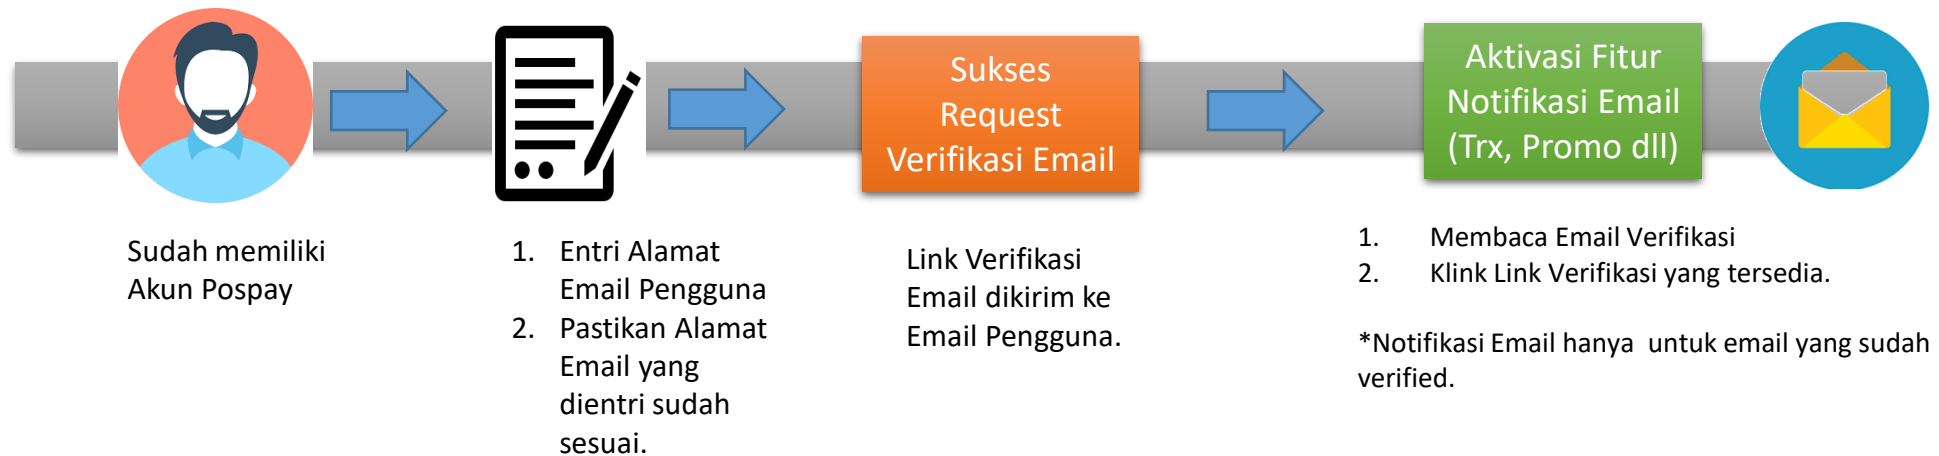 Sukses
Request
Verifikasi Email
Aktivasi Fitur
Notifikasi Email
(Trx, Promo dll)
Sudah memiliki
Akun Pospay
1. Entri Alamat
Email Pengguna
2. Pastikan Alamat
Email yang
dientri sudah
sesuai.
Link Verifikasi
Email dikirim ke
Email Pengguna.
1. Membaca Email Verifikasi
2. Klink Link Verifikasi yang tersedia.
*Notifikasi Email hanya untuk email yang sudah
verified.